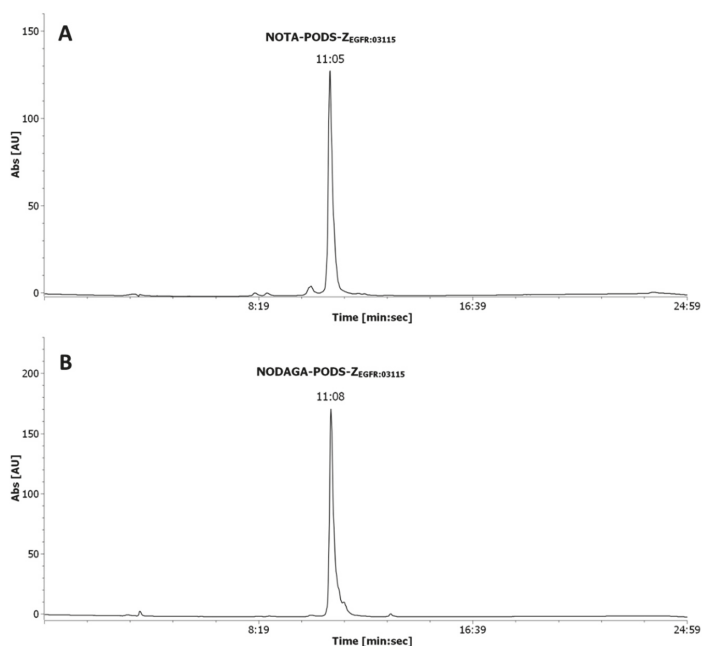 A
NOTA-PODS-ZEGFR:03115
11:05
150
100
50
0
Abs [AU]
8:19
16:39
24:59
Time [min:sec]
B
NODAGA-PODS-ZEGFR:03115
11:08
200
150
100
50
0
Abs [AU]
8:19
16:39
24:59
Time [min:sec]